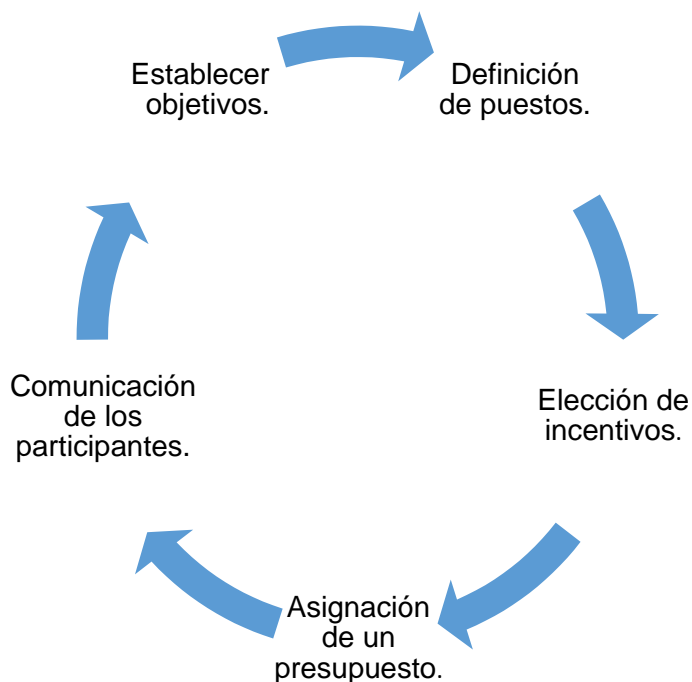 Establecer
objetivos.
Definición
de puestos.
Elección de
incentivos.
Asignación
de un
presupuesto.
Comunicación
de los
participantes.